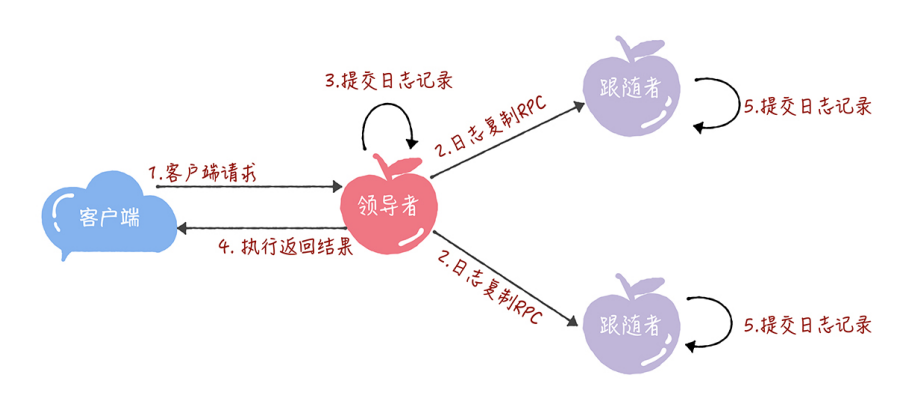 跟随者
3.提交日志记录
5.提交日志记录
2.日志复制RPC
1.客户端请求
领导者
客户端
4. 执行返回结果
2.日志复制RPC
跟随者
5.提交日志记录